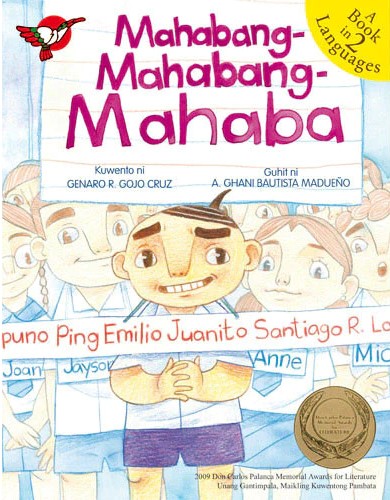 A
Book
in 2
Languages
Mahabang-
Mahabang-
Mahaba
Kuwento ni
GENARO R. GOJO CRUZ
Guhit ni
A. GHANI BAUTISTA MADUEÑO
puno Ping Emilio Juanito Santiago R. Lo
Joan
Jayson
Anne
Mic
2009 Don Carlos Palanca Memorial Awards for Literature
Unang Gantimpala, Maikling Kuwentong Pambata